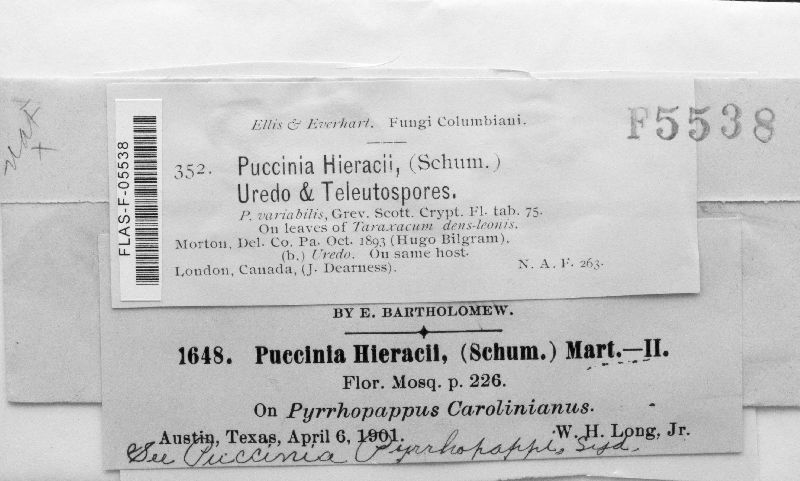 F5538
FLAS-F-05538
Ellis & Everhart. Fungi Columbiani.
352. Puccinia Hieracii, (Schum.)
Uredo & Teleutospores.
P. variabilis, Grev. Scott. Crypt. Fl. tab. 75.
On leaves of Taraxacum dens-leonis.
Morton, Del. Co. Pa. Oct. 1893 (Hugo Bilgram),
(b.) Uredo. On same host.
London, Canada, (J. Dearness). N. A. F. 263.
BY E. BARTHOLOMEW.
1648. Puccinia Hieracii, (Schum.) Mart.—II.
Flor. Mosq. p. 226.
On Pyrrhopappus Carolinianus.
Austin, Texas, April 6, 1901. W. H. Long, Jr.
See Puccinia Pyrrhopappi, Syd.